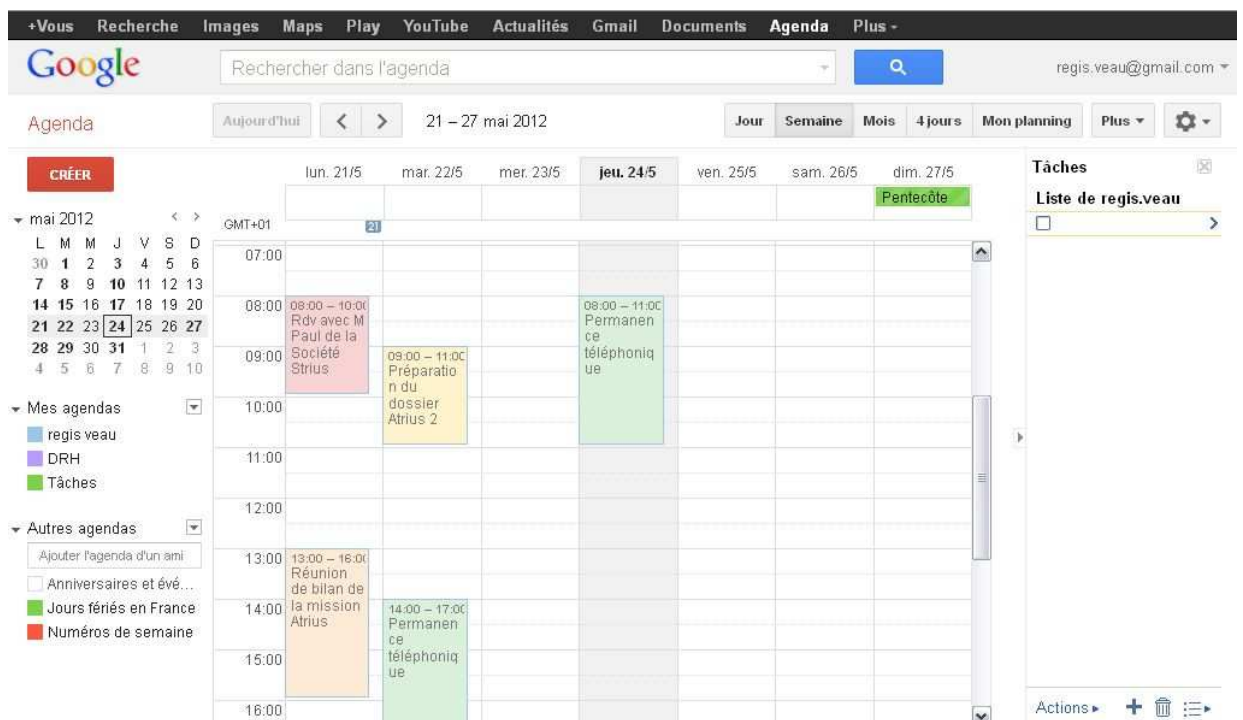 +Vous Recherche Images Maps Play YouTube Actualités Gmail Documents Agenda Plus
Google
Rechercher dans l'agenda
regis.veau@gmail.com
Agenda
Aujourd'hui
21 – 27 mai 2012
Jour Semaine Mois 4 jours Mon planning Plus
CRÉER
mai 2012
L M M J V S D
30 1 2 3 4 5 6
7 8 9 10 11 12 13
14 15 16 17 18 19 20
21 22 23 24 25 26 27
28 29 30 31 1 2 3
4 5 6 7 8 9 10
Mes agendas
regis veau
DRH
Tâches
Autres agendas
Ajouter l'agenda d'un ami
Anniversaires et évé...
Jours fériés en France
Numéros de semaine
lun. 21/5 mar. 22/5 mer. 23/5 jeu. 24/5 ven. 25/5 sam. 26/5 dim. 27/5
Pentecôte
GMT+01
21
07:00
08:00
09:00
10:00
11:00
12:00
13:00
14:00
15:00
16:00
08:00 – 10:00
Rdv avec M
Paul de la
Société
Strius
13:00 – 16:00
Réunion
de bilan de
la mission
Atrius
09:00 – 11:00
Préparatio
n du
dossier
Atrius 2
14:00 – 17:00
Permanen
ce
téléphoniq
ue
08:00 – 11:00
Permanen
ce
téléphoniq
ue
Tâches
Liste de regis.veau
Actions